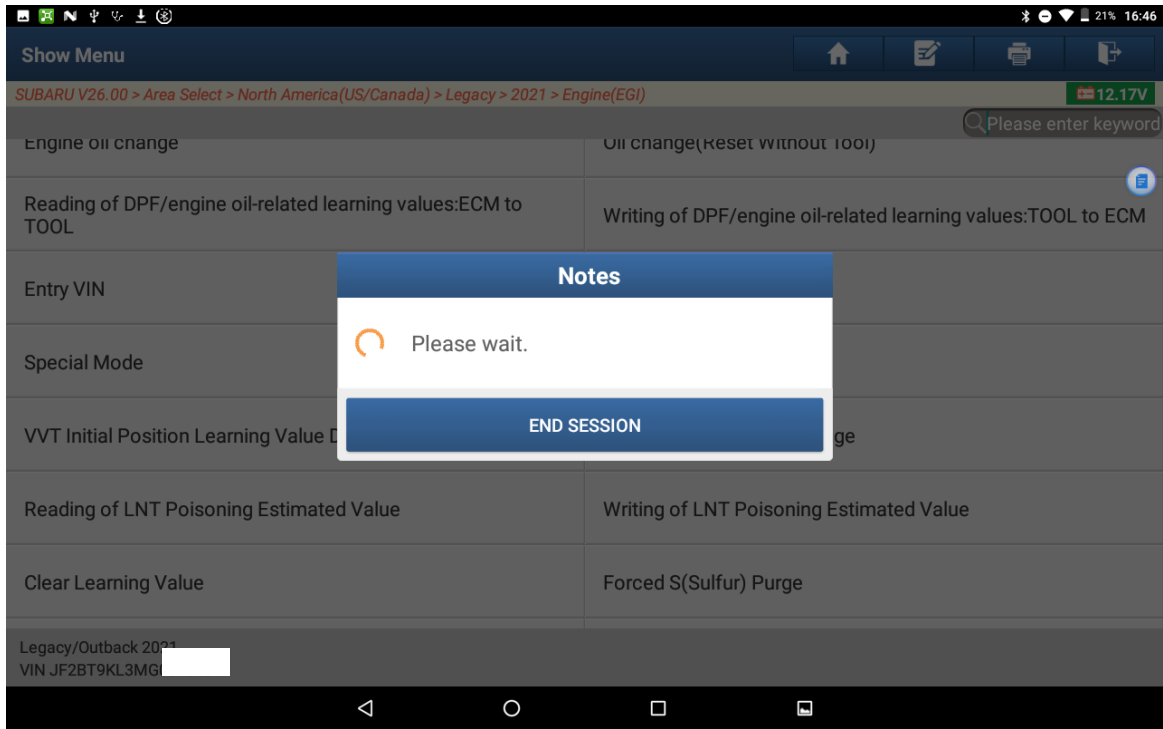 21% 16:46
Show Menu
SUBARU V26.00 > Area Select > North America(US/Canada) > Legacy > 2021 > Engine(EGI)
12.17V
Please enter keyword
Engine oil change
Oil change(Reset Without Tool)
Reading of DPF/engine oil-related learning values:ECM to
TOOL
Writing of DPF/engine oil-related learning values:TOOL to ECM
Notes
Entry VIN
Please wait.
Special Mode
END SESSION
VVT Initial Position Learning Value
ge
Reading of LNT Poisoning Estimated Value
Writing of LNT Poisoning Estimated Value
Clear Learning Value
Forced S(Sulfur) Purge
Legacy/Outback 2021
VIN JF2BT9KL3MG